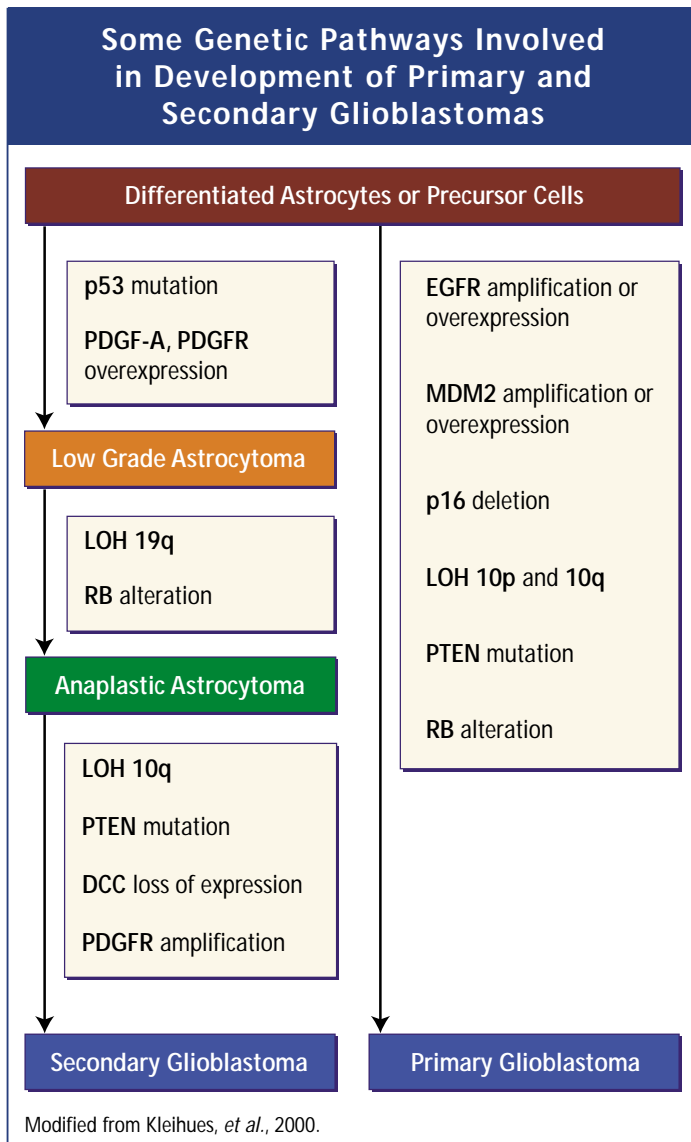 Some Genetic Pathways Involved
in Development of Primary and
Secondary Glioblastomas
Differentiated Astrocytes or Precursor Cells
p53 mutation
PDGF-A, PDGFR
overexpression
Low Grade Astrocytoma
LOH 19q
RB alteration
Anaplastic Astrocytoma
LOH 10q
PTEN mutation
DCC loss of expression
PDGFR amplification
Secondary Glioblastoma
EGFR amplification or
overexpression
MDM2 amplification or
overexpression
p16 deletion
LOH 10p and 10q
PTEN mutation
RB alteration
Primary Glioblastoma
Modified from Kleihues, et al., 2000.